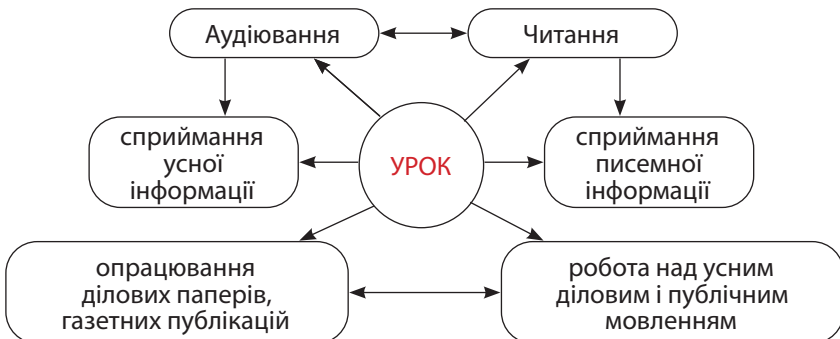 Аудіювання
Читання
сприймання
усної
інформації
УРОК
сприймання
писемної
інформації
опрацювання
ділових паперів,
газетних публікацій
робота над усним
діловим і публічним
мовленням